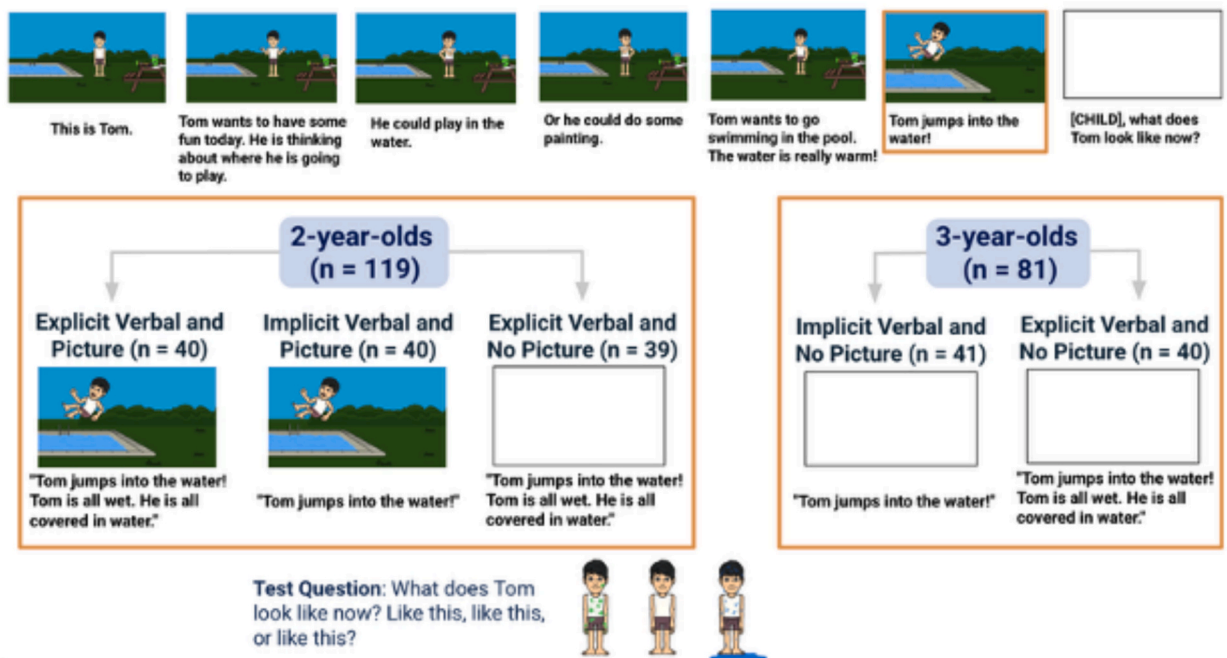 This is Tom.
Tom wants to have some
fun today. He is thinking
about where he is going
to play.
He could play in the
water.
Or he could do some
painting.
Tom wants to go
swimming in the pool.
The water is really warm!
Tom jumps into the
water!
[CHILD], what does
Tom look like now?
2-year-olds
(n = 119)
Explicit Verbal and
Picture (n = 40)
"Tom jumps into the water!
Tom is all wet. He is all
covered in water."
Implicit Verbal and
Picture (n = 40)
"Tom jumps into the water!"
Explicit Verbal and
No Picture (n = 39)
"Tom jumps into the water!
Tom is all wet. He is all
covered in water."
3-year-olds
(n = 81)
Implicit Verbal and
No Picture (n = 41)
"Tom jumps into the water!"
Explicit Verbal and
No Picture (n = 40)
"Tom jumps into the water!
Tom is all wet. He is all
covered in water."
Test Question: What does Tom
look like now? Like this, like this,
or like this?